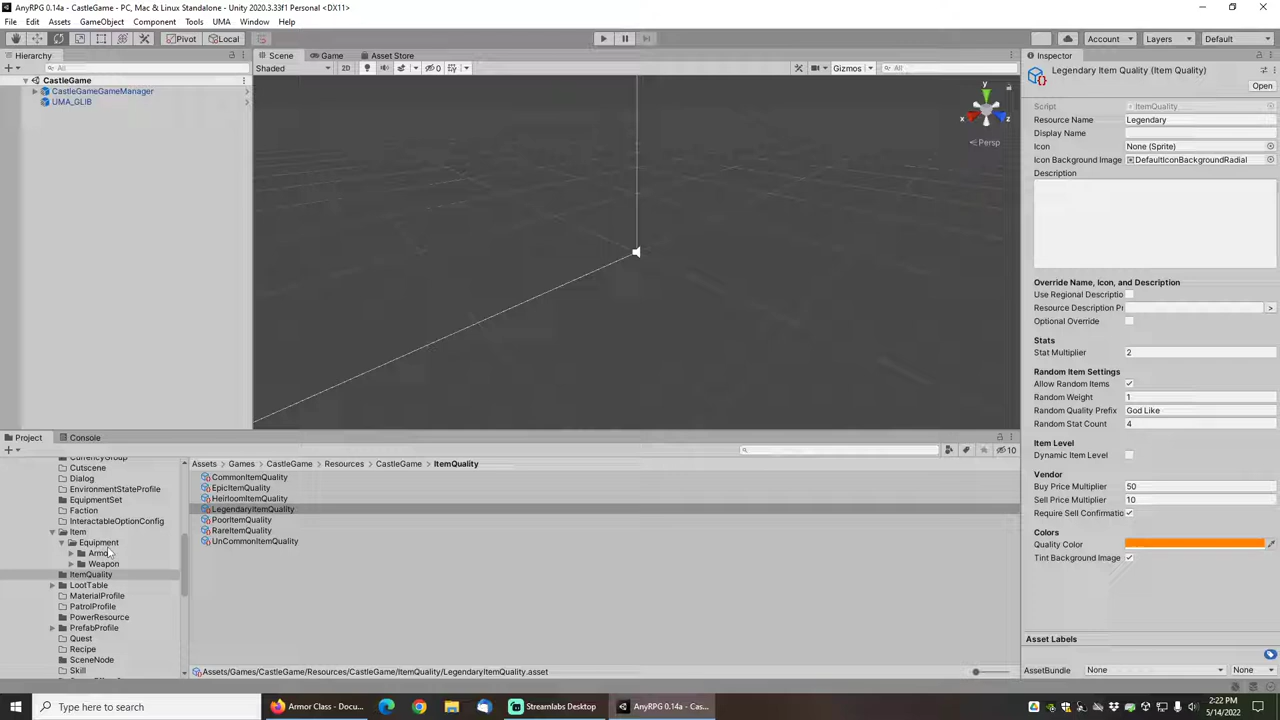 AnyRPG 0.14a - CastleGame - PC, Mac & Linux Standalone - Unity 2020.3.33f1 Personal <DX11>
File Edit Assets GameObject Component Tools UMA Window Help
Pivot Local Account Layers Default
Hierarchy Scene Game Asset Store Inspector
All Shaded 2D 0 Gizmos All
CastleGame
CastleGameGameManager
UMA_GLIB
y
x z
Persp
Legendary Item Quality (Item Quality)
Open
Script ItemQuality
Resource Name Legendary
Display Name
Icon None (Sprite)
Icon Background Image DefaultIconBackgroundRadial
Description
Override Name, Icon, and Description
Use Regional Descriptio
Resource Description Pr >
Optional Override
Stats
Stat Multiplier 2
Random Item Settings
Allow Random Items
Random Weight 1
Random Quality Prefix God Like
Random Stat Count 4
Item Level
Dynamic Item Level
Vendor
Buy Price Multiplier 50
Sell Price Multiplier 10
Require Sell Confirmatio
Colors
Quality Color
Tint Background Image
Asset Labels
AssetBundle None None
Project Console
10
CurrencyGroup
Cutscene
Dialog
EnvironmentStateProfile
EquipmentSet
Faction
InteractableOptionConfig
Item
Equipment
Armor
Weapon
ItemQuality
LootTable
MaterialProfile
PatrolProfile
PowerResource
PrefabProfile
Quest
Recipe
SceneNode
Skill
Assets > Games > CastleGame > Resources > CastleGame > ItemQuality
CommonItemQuality
EpicItemQuality
HeirloomItemQuality
LegendaryItemQuality
PoorItemQuality
RareItemQuality
UnCommonItemQuality
Assets/Games/CastleGame/Resources/CastleGame/ItemQuality/LegendaryItemQuality.asset
Type here to search
Armor Class - Docu...
Streamlabs Desktop
AnyRPG 0.14a - Cas...
2:22 PM
5/14/2022